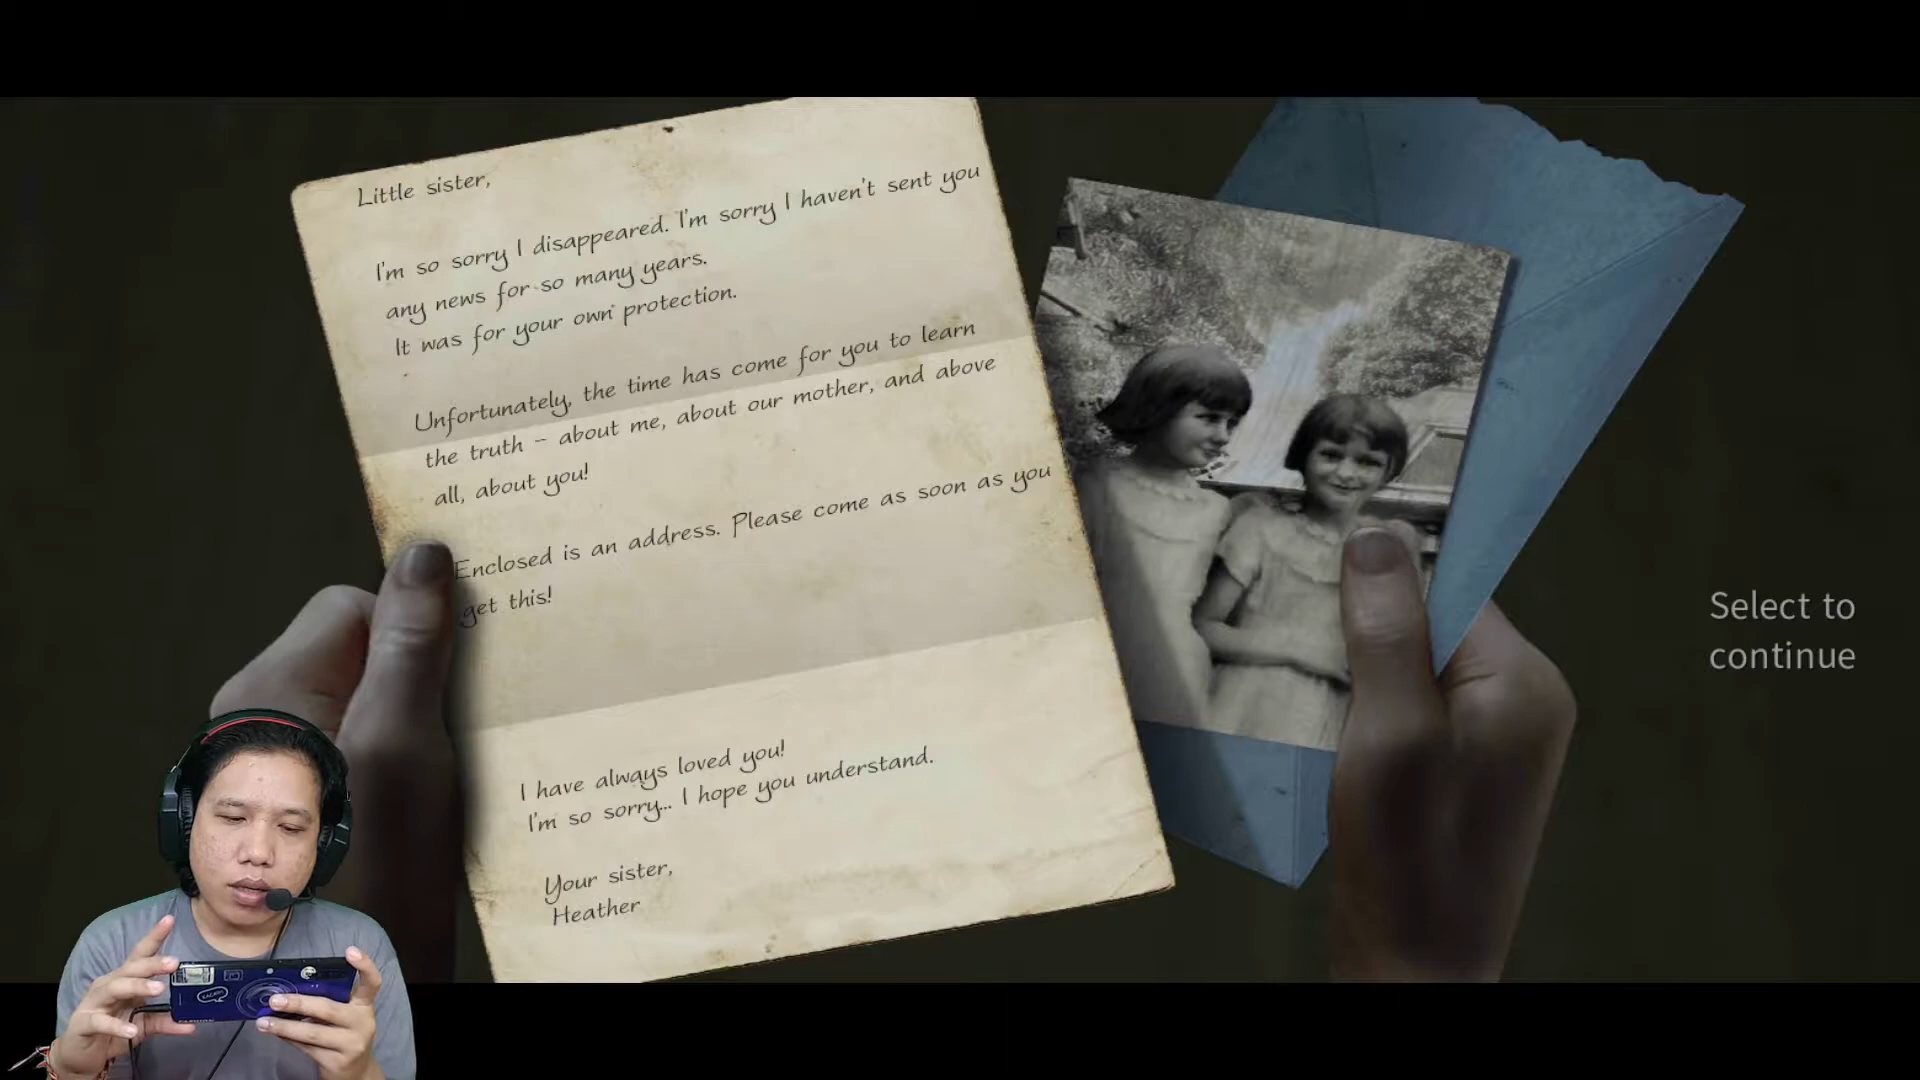 Little sister,
I'm so sorry I disappeared. I'm sorry I haven't sent you
any news for so many years.
It was for your own protection.
Unfortunately, the time has come for you to learn
the truth – about me, about our mother, and above
all, about you!
Enclosed is an address. Please come as soon as you
get this!
I have always loved you!
I'm so sorry... I hope you understand.
Your sister,
Heather
Select to
continue